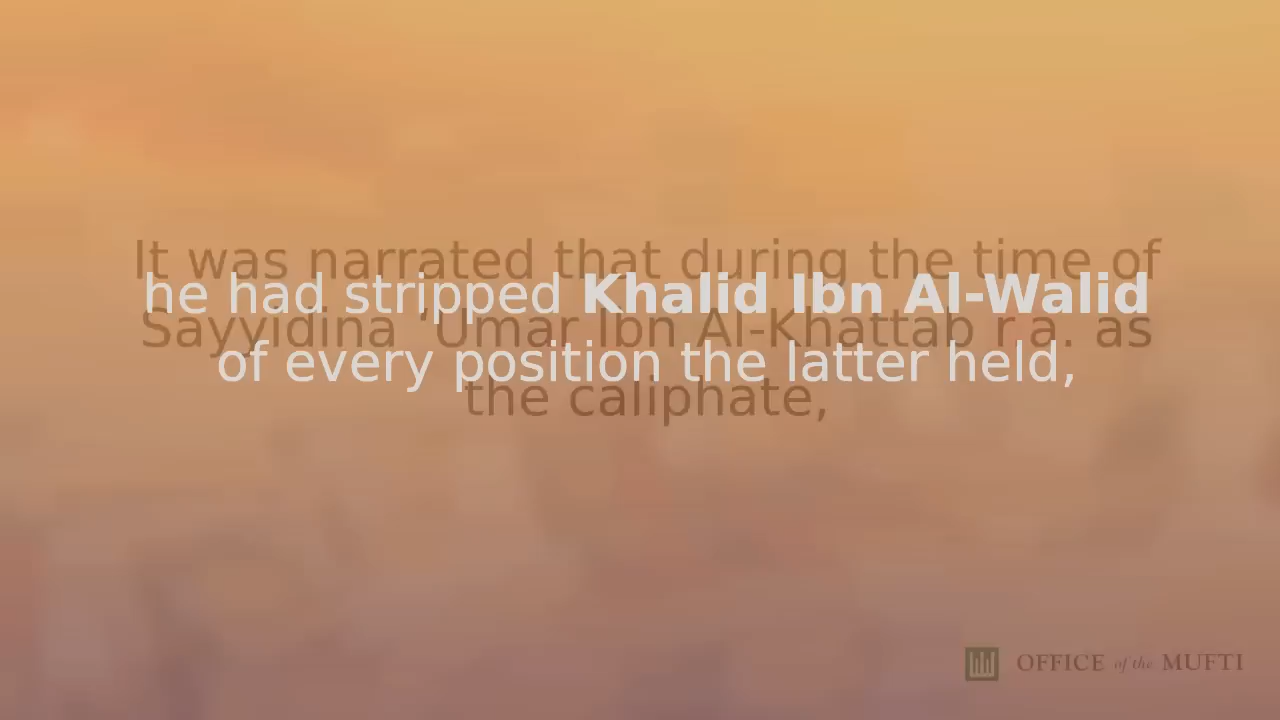 It was narrated that during the time of
Sayyidina 'Umar Ibn Al-Khattab r.a. as
the caliphate,
he had stripped Khalid Ibn Al-Walid
of every position the latter held,
OFFICE of the MUFTI